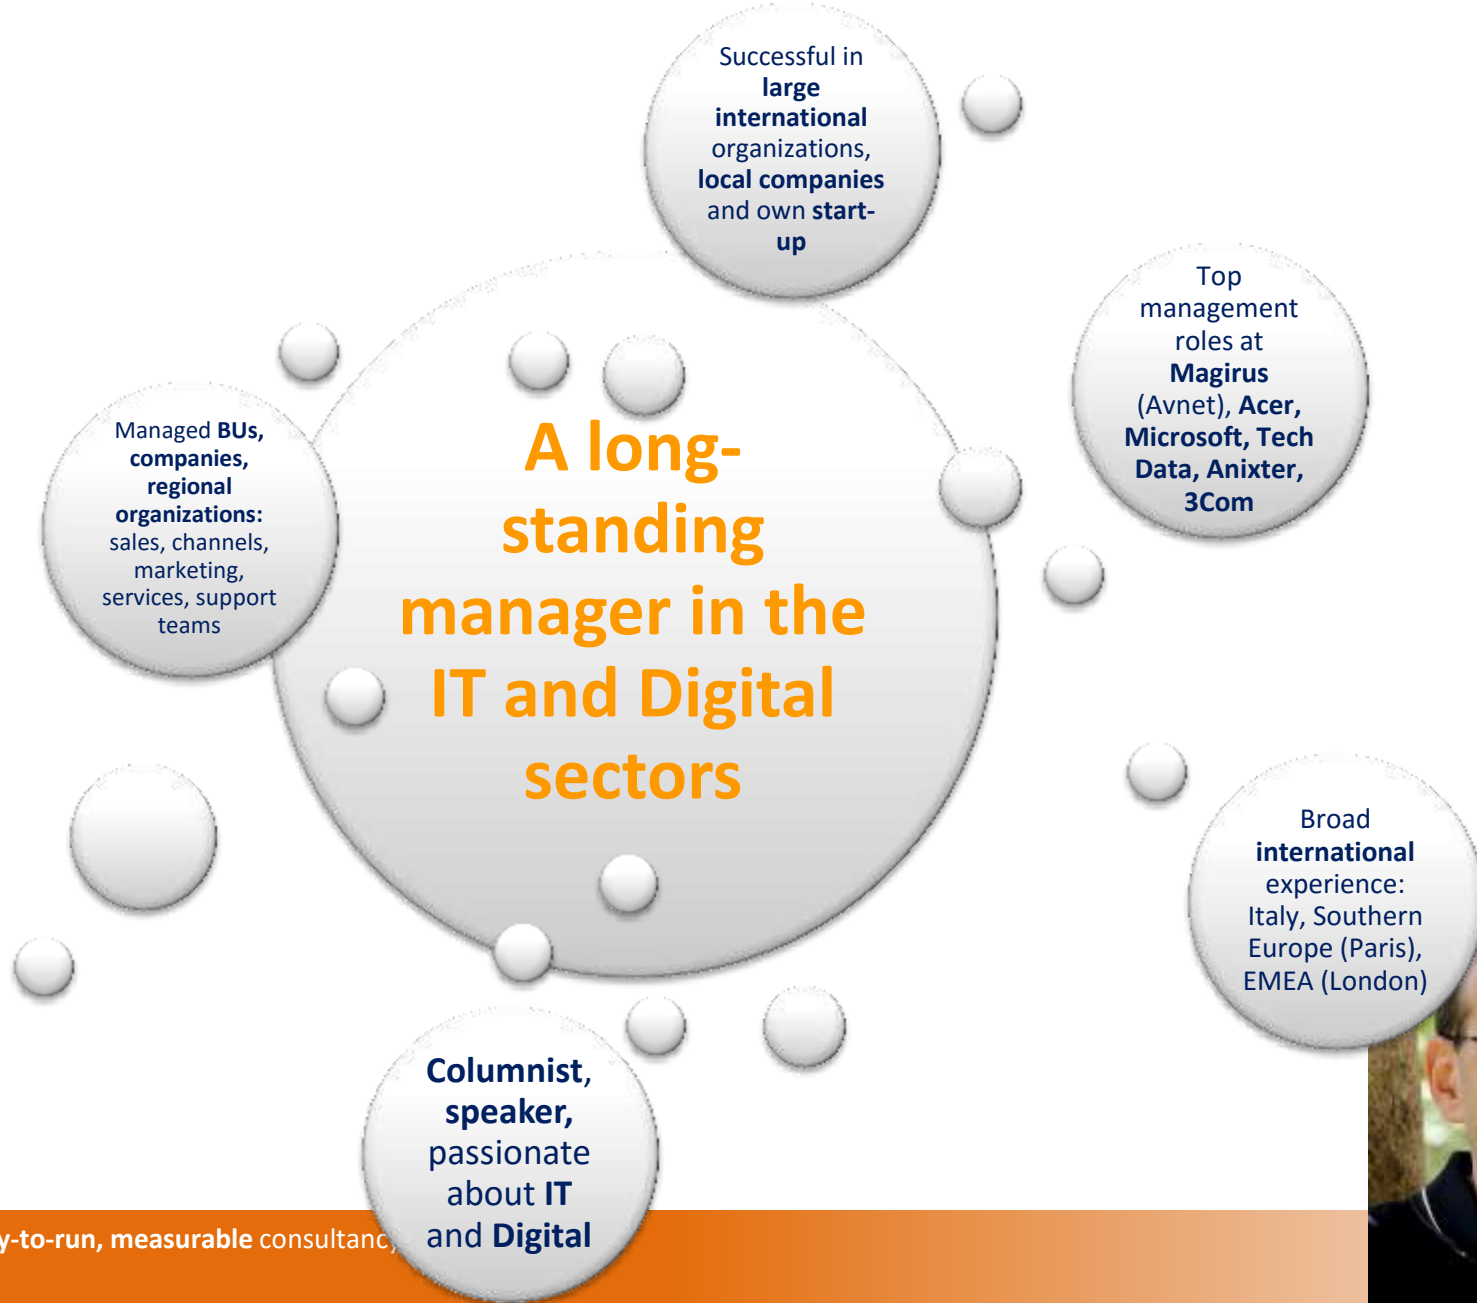 Successful in
large
international
organizations,
local companies
and own start-
up
Top
management
roles at
Magirus
(Avnet), Acer,
Microsoft, Tech
Data, Anixter,
3Com
Managed BUs,
companies,
regional
organizations:
sales, channels,
marketing,
services, support
teams
A long-
standing
manager in the
IT and Digital
sectors
Broad
international
experience:
Italy, Southern
Europe (Paris),
EMEA (London)
Columnist,
speaker,
passionate
about IT
and Digital
y-to-run, measurable consultancy